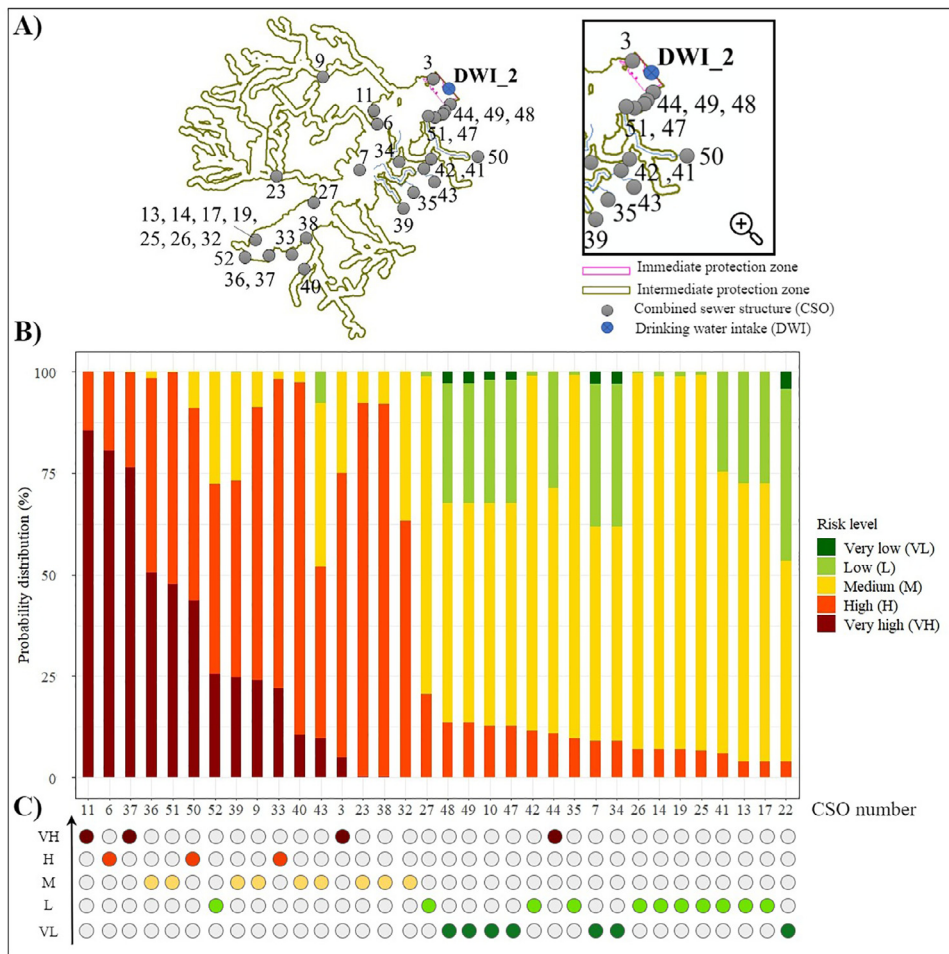 A)
9
3
DWI_2
11
6
44, 49, 48
51, 47
34
7
50
42 ,41
23
27
35
43
39
13, 14, 17, 19,
25, 26, 32
38
33
52
36, 37
40
3
DWI_2
44, 49, 48
51, 47
50
42 ,41
43
35
39
Immediate protection zone
Intermediate protection zone
Combined sewer structure (CSO)
Drinking water intake (DWI)
B)
Probability distribution (%)
100
75
50
25
0
Risk level
Very low (VL)
Low (L)
Medium (M)
High (H)
Very high (VH)
11 6 37 36 51 50 52 39 9 33 40 43 3 23 38 32 27 48 49 10 47 42 44 35 7 34 26 14 19 25 41 13 17 22 CSO number
C)
VH
H
M
L
VL